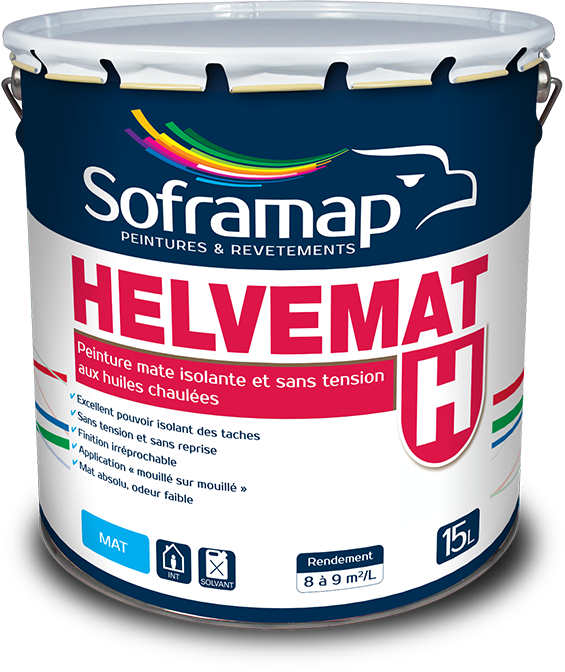 Soframap
PEINTURES & REVETEMENTS
HELVEMAT
H
Peinture mate isolante et sans tension
aux huiles chaulées
Excellent pouvoir isolant des taches
Sans tension et sans reprise
Finition irréprochable
Application « mouillé sur mouillé »
Mat absolu, odeur faible
MAT
INT
SOLVANT
Rendement
8 à 9 m²/L
15L